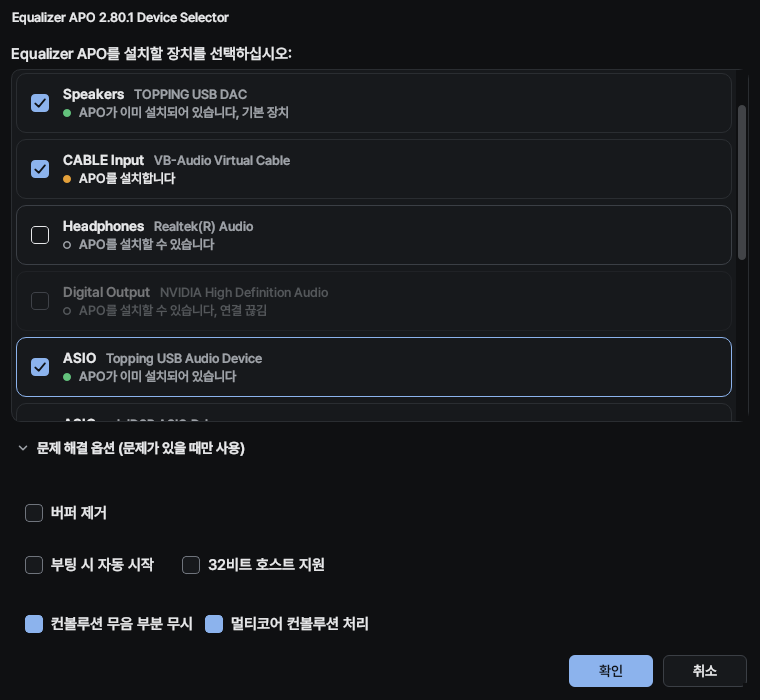 Equalizer APO 2.80.1 Device Selector
Equalizer APO를 설치할 장치를 선택하십시오:
Speakers TOPPING USB DAC
APO가 이미 설치되어 있습니다, 기본 장치
CABLE Input VB-Audio Virtual Cable
APO를 설치합니다
Headphones Realtek(R) Audio
APO를 설치할 수 있습니다
Digital Output NVIDIA High Definition Audio
APO를 설치할 수 있습니다, 연결 끊김
ASIO Topping USB Audio Device
APO가 이미 설치되어 있습니다
ASIO
문제 해결 옵션 (문제가 있을 때만 사용)
버퍼 제거
부팅 시 자동 시작 32비트 호스트 지원
컨볼루션 무음 부분 무시 멀티코어 컨볼루션 처리
확인 취소